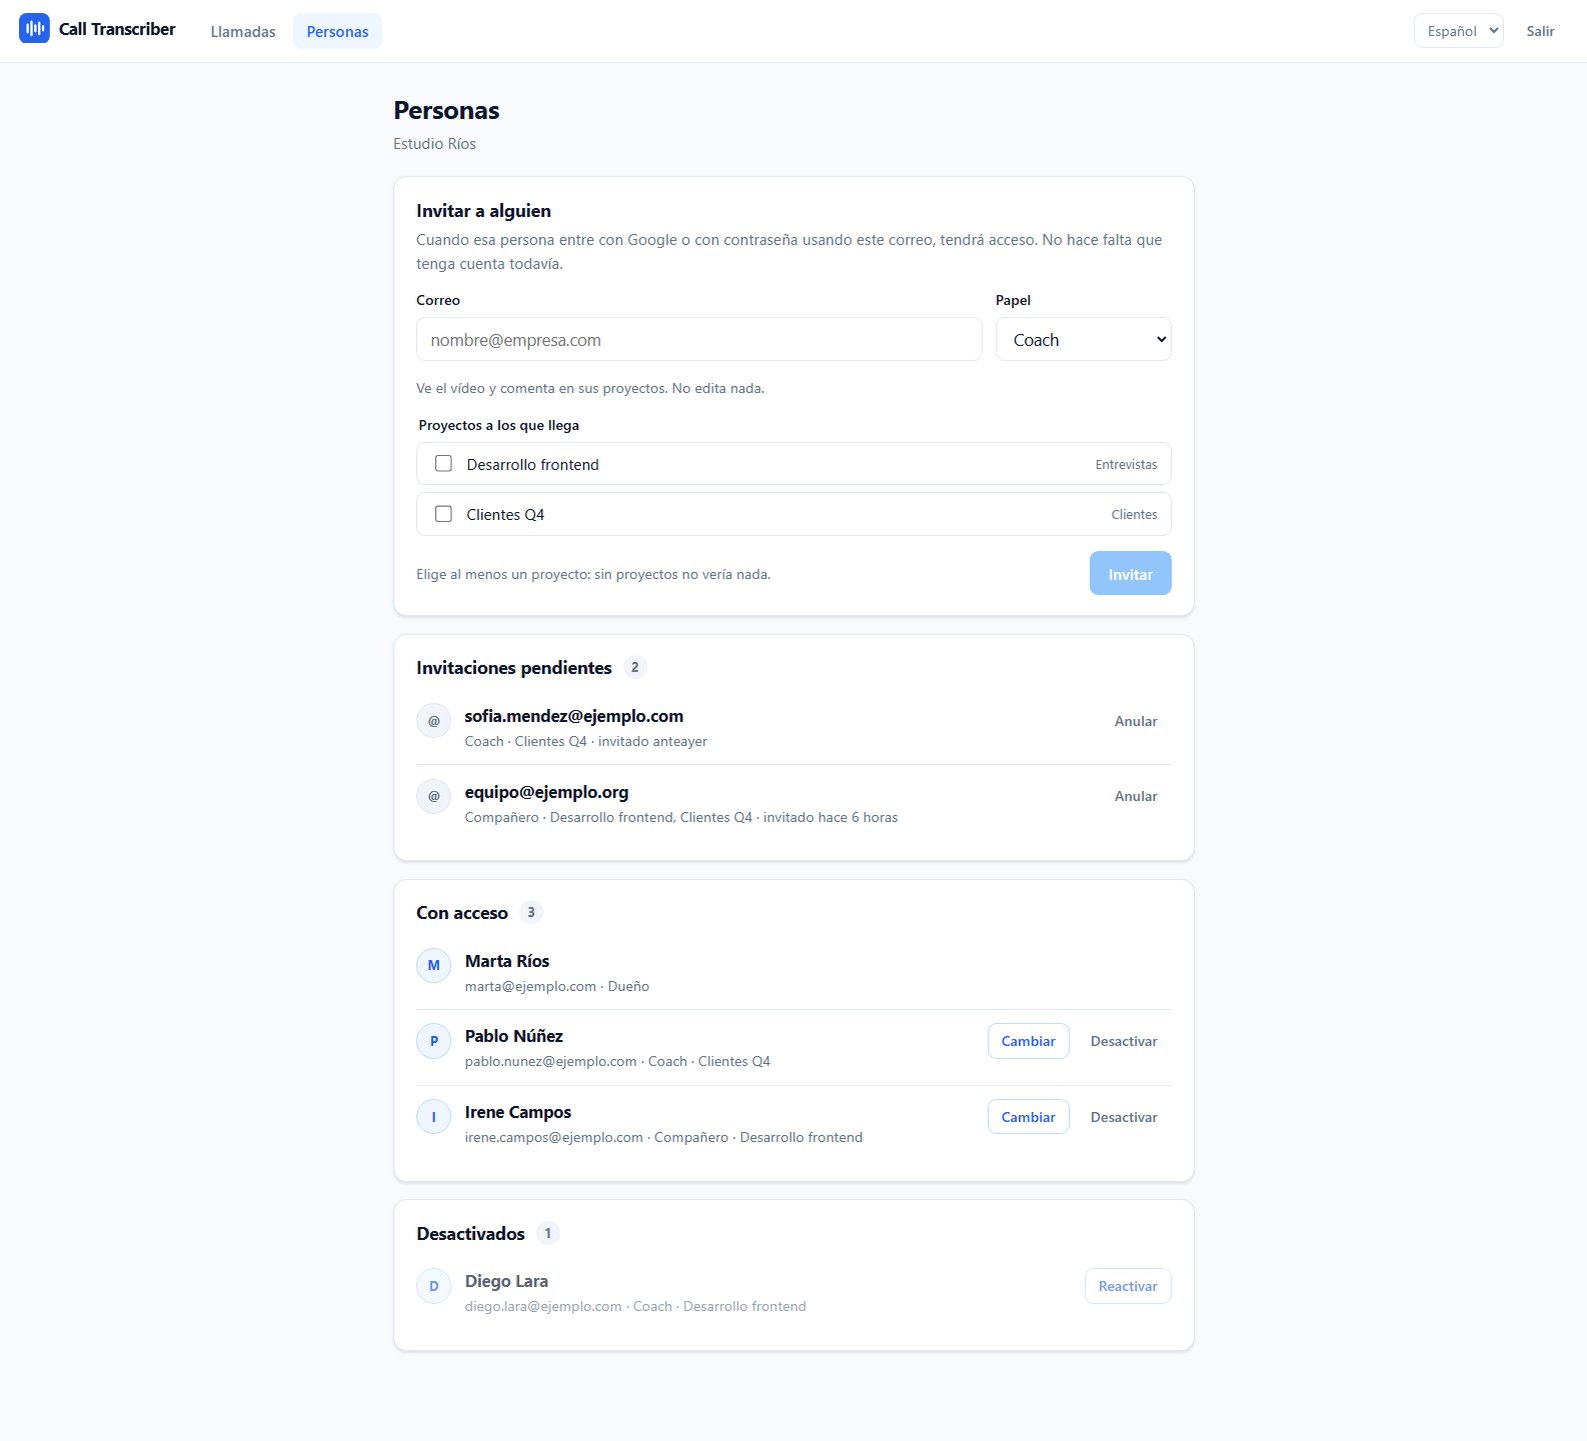 Call Transcriber
Llamadas
Personas
Español
Salir
Personas
Estudio Ríos
Invitar a alguien
Cuando esa persona entre con Google o con contraseña usando este correo, tendrá acceso. No hace falta que
tenga cuenta todavía.
Correo
Papel
nombre@empresa.com
Coach
Ve el vídeo y comenta en sus proyectos. No edita nada.
Proyectos a los que llega
Desarrollo frontend
Entrevistas
Clientes Q4
Clientes
Elige al menos un proyecto: sin proyectos no vería nada.
Invitar
Invitaciones pendientes 2
@
sofia.mendez@ejemplo.com
Coach · Clientes Q4 · invitado anteayer
Anular
@
equipo@ejemplo.org
Compañero · Desarrollo frontend, Clientes Q4 · invitado hace 6 horas
Anular
Con acceso 3
M
Marta Ríos
marta@ejemplo.com · Dueño
P
Pablo Núñez
pablo.nunez@ejemplo.com · Coach · Clientes Q4
Cambiar
Desactivar
I
Irene Campos
irene.campos@ejemplo.com · Compañero · Desarrollo frontend
Cambiar
Desactivar
Desactivados 1
D
Diego Lara
diego.lara@ejemplo.com · Coach · Desarrollo frontend
Reactivar